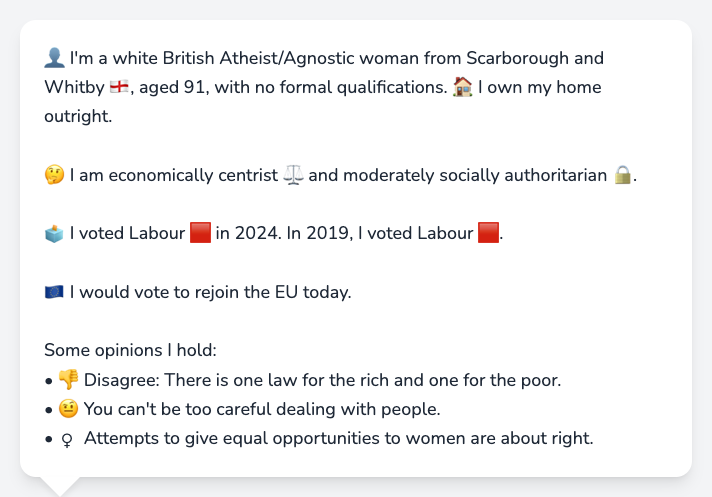 👤 I'm a white British Atheist/Agnostic woman from Scarborough and
Whitby 🏴󠁧󠁢󠁥󠁮󠁧󠁿, aged 91, with no formal qualifications. 🏠 I own my home
outright.
🤔 I am economically centrist ⚖️ and moderately socially authoritarian 🔒.
🗳️ I voted Labour 🟥 in 2024. In 2019, I voted Labour 🟥.
🇪🇺 I would vote to rejoin the EU today.
Some opinions I hold:
• 👎 Disagree: There is one law for the rich and one for the poor.
• 🤨 You can't be too careful dealing with people.
• ♀ Attempts to give equal opportunities to women are about right.